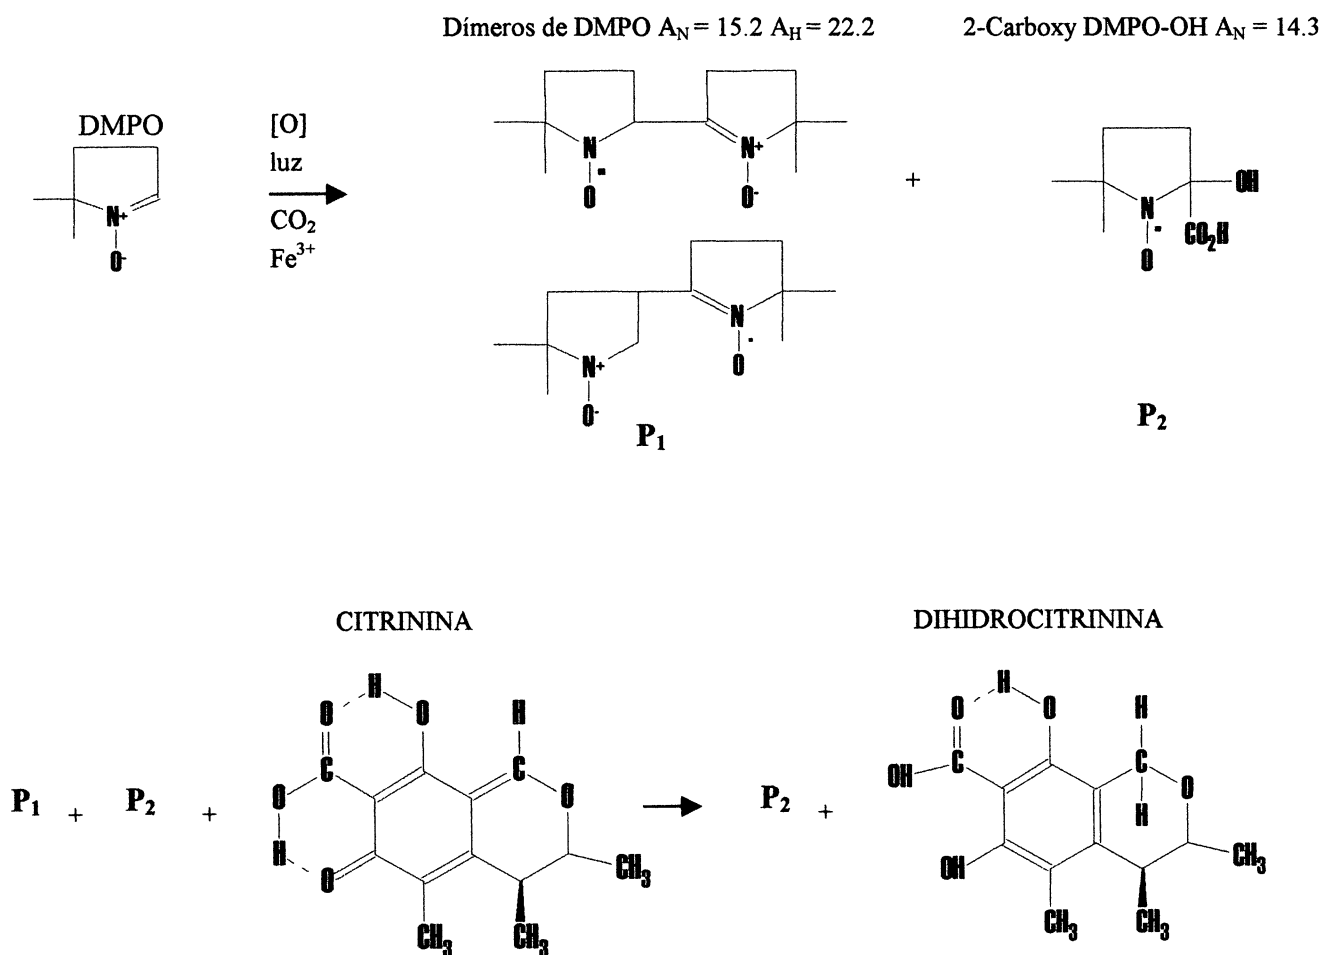 Dímeros de DMPO A_N = 15.2 A_H = 22.2
2-Carboxy DMPO-OH A_N = 14.3
DMPO
[O]
luz
CO₂
Fe³⁺
N⁺
O⁻
N
O
N⁺
O⁻
+
N
O
OH
CO₂H
N⁺
O⁻
N
O
P₁
P₂
CITRININA
DIHIDROCITRININA
P₁ + P₂ +
H
O
O
H
C
C
O
O
H
O
CH₃
CH₃
CH₃
P₂ +
H
O
O
H
C
OH
C
O
H
OH
CH₃
CH₃
CH₃